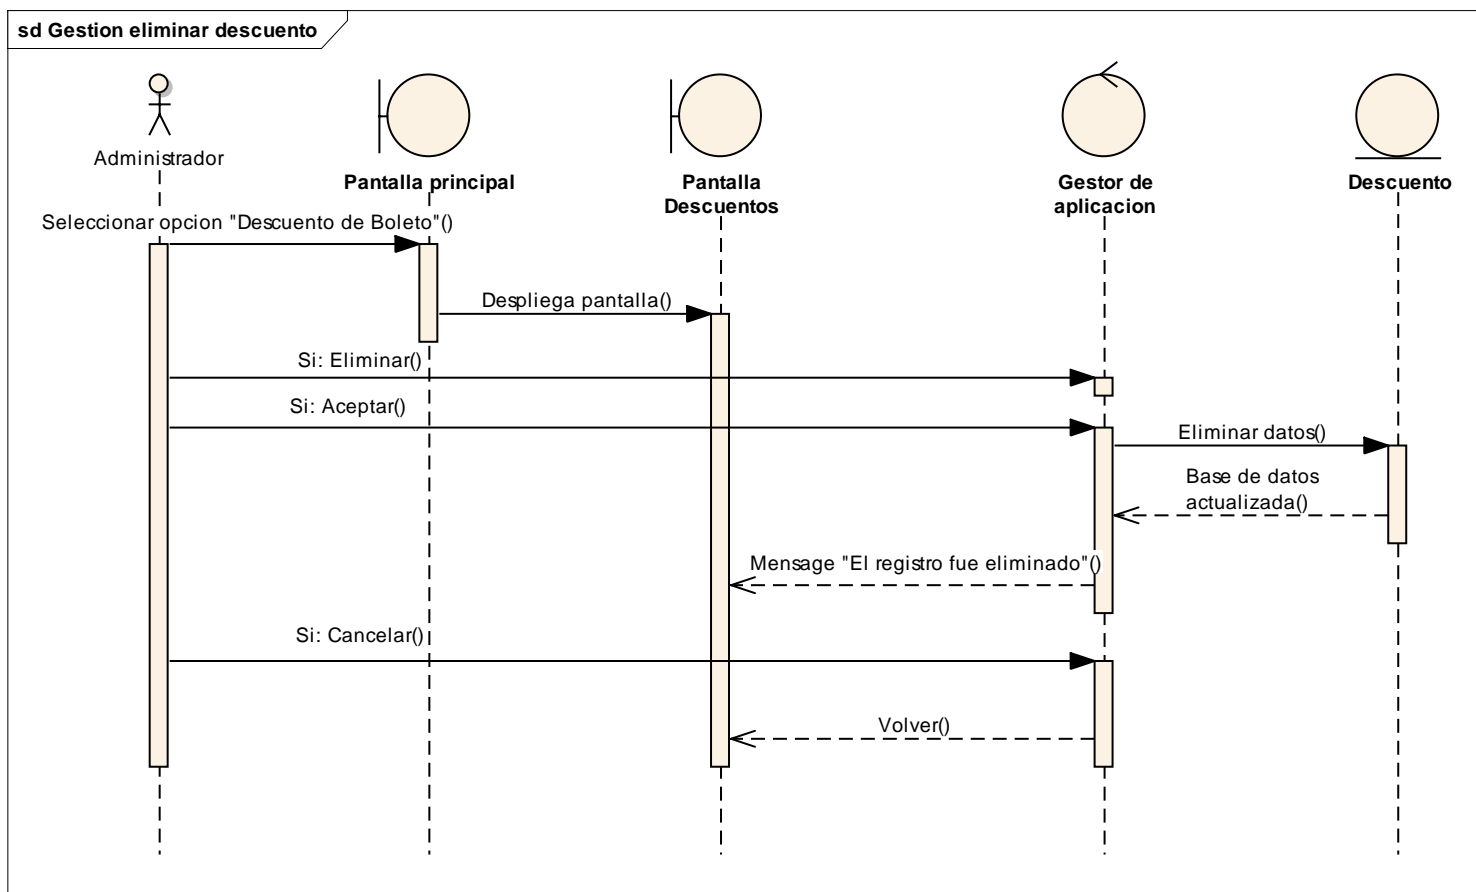 sd Gestion eliminar descuento
Administrador
Pantalla principal
Pantalla
Descuentos
Gestor de
aplicacion
Descuento
Seleccionar opcion "Descuento de Boleto"()
Despliega pantalla()
Si: Eliminar()
Si: Aceptar()
Eliminar datos()
Base de datos
actualizada()
Mensage "El registro fue eliminado"()
Si: Cancelar()
Volver()